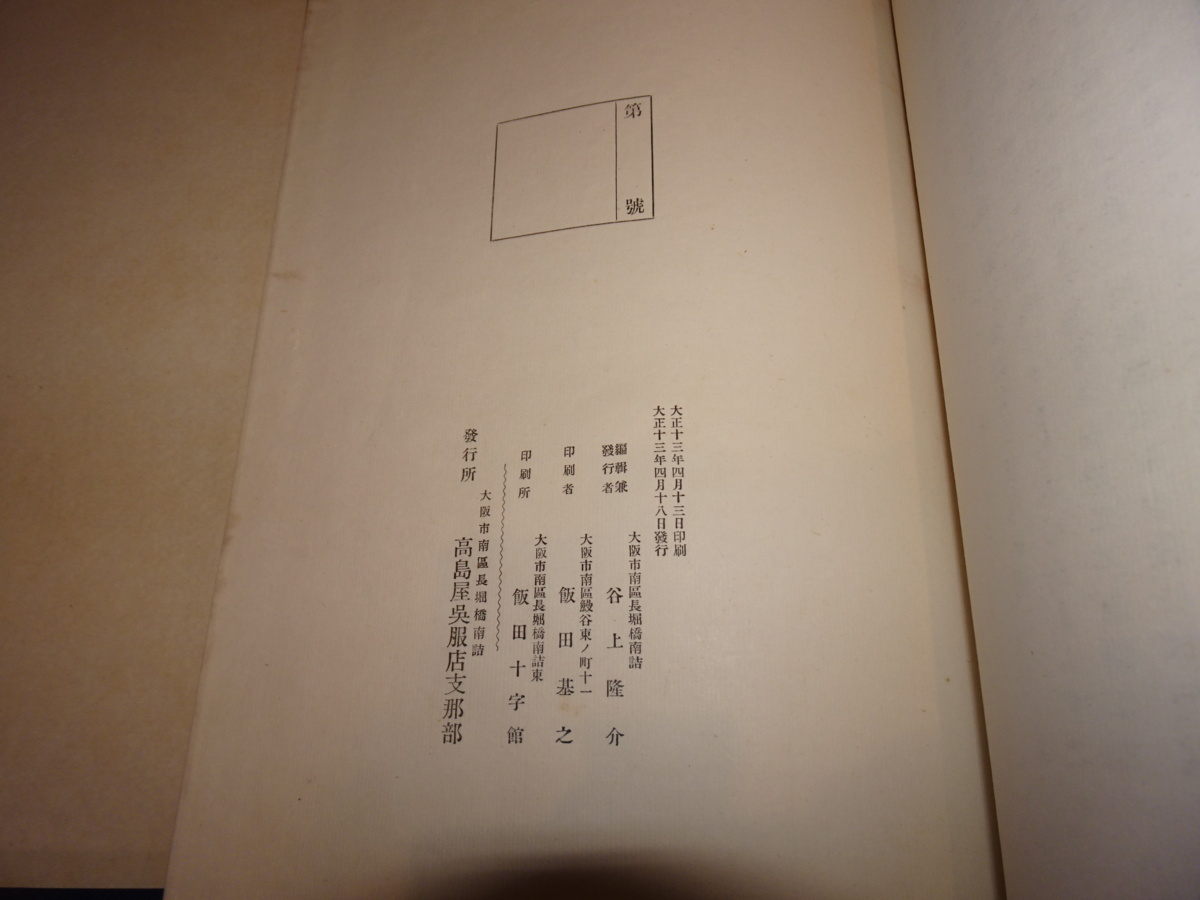 第　號
大正十三年四月十三日印刷
大正十三年四月十八日發行
編輯兼
發行者
大阪市南區長堀橋南詰
谷上隆介
印刷者
大阪市南區鰻谷東ノ町十一
飯田基之
印刷所
大阪市南區長堀橋南詰東
飯田十字館
發行所
大阪市南區長堀橋南詰
高島屋吳服店支那部